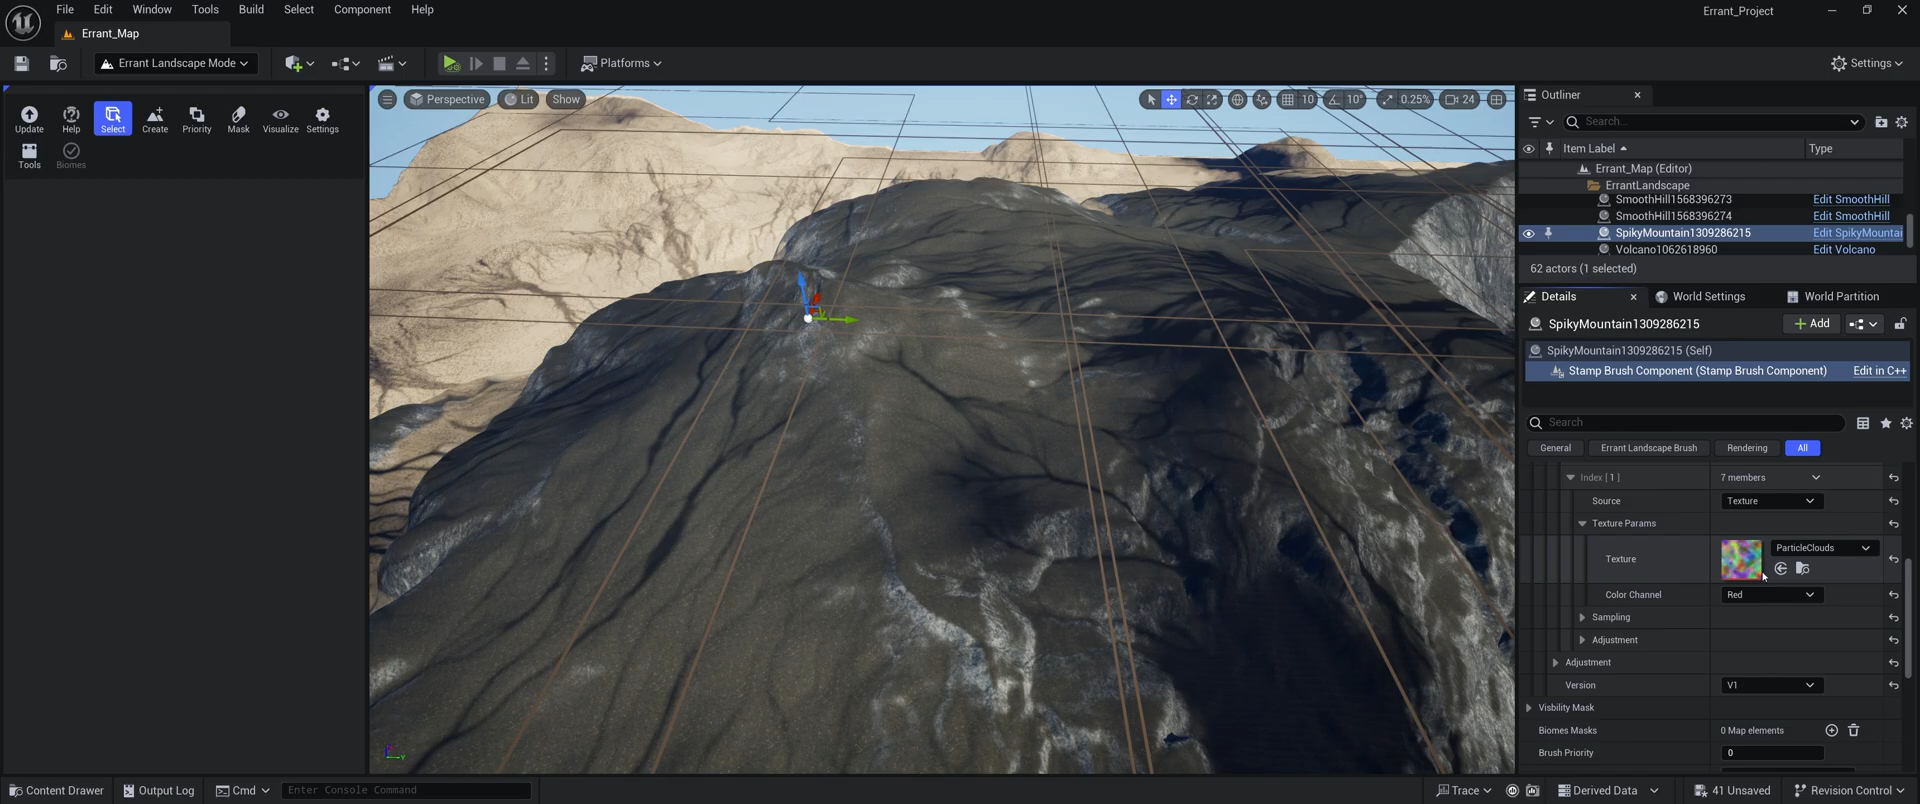 File Edit Window Tools Build Select Component Help
Errant_Project
Errant_Map
Errant Landscape Mode
Platforms
Settings
Update Help Select Create Priority Mask Visualize Settings
Tools Biomes
Perspective Lit Show
10 10° 0.25% 24
Outliner
Search...
Item Label Type
Errant_Map (Editor)
ErrantLandscape
SmoothHill1568396273 Edit SmoothHill
SmoothHill1568396274 Edit SmoothHill
SpikyMountain1309286215 Edit SpikyMountai
Volcano1062618960 Edit Volcano
62 actors (1 selected)
Details World Settings World Partition
SpikyMountain1309286215 + Add
SpikyMountain1309286215 (Self)
Stamp Brush Component (Stamp Brush Component) Edit in C++
Search
General Errant Landscape Brush Rendering All
Index [ 1 ] 7 members
Source Texture
Texture Params
Texture ParticleClouds
Color Channel Red
Sampling
Adjustment
Adjustment
Version V1
Visbility Mask
Biomes Masks 0 Map elements
Brush Priority 0
Content Drawer Output Log Cmd Enter Console Command
Trace Derived Data 41 Unsaved Revision Control